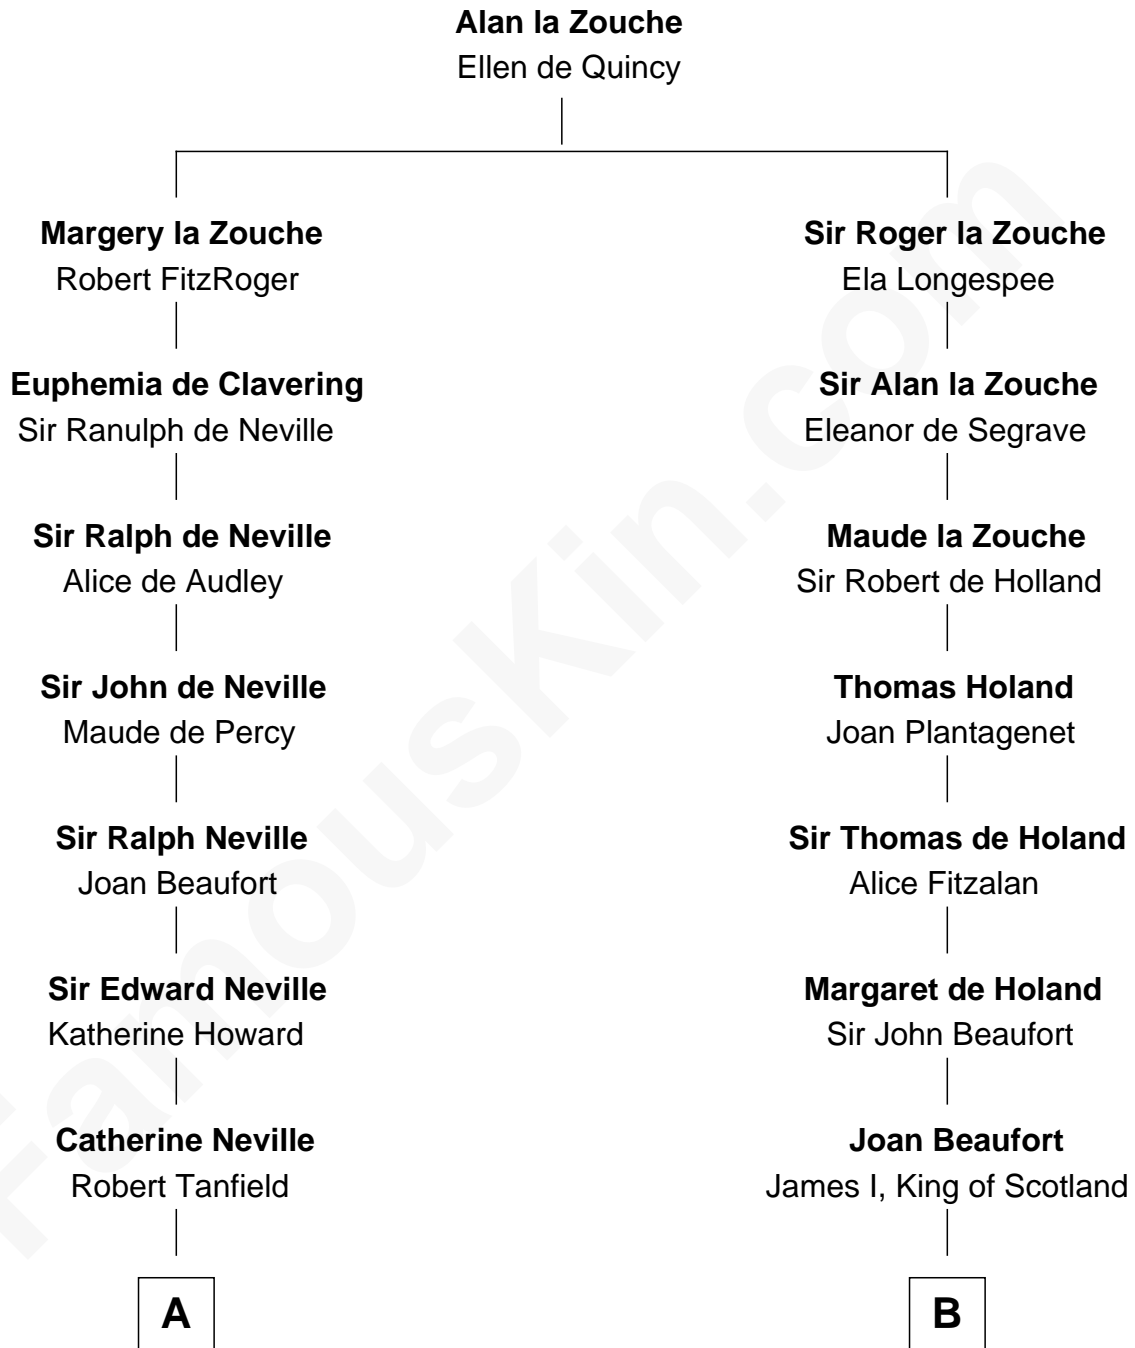 Alan la Zouche
Ellen de Quincy
Margery la Zouche
Robert FitzRoger
Sir Roger la Zouche
Ela Longespee
Euphemia de Clavering
Sir Ranulph de Neville
Sir Alan la Zouche
Eleanor de Segrave
Sir Ralph de Neville
Alice de Audley
Maude la Zouche
Sir Robert de Holland
Sir John de Neville
Maude de Percy
Thomas Holand
Joan Plantagenet
Sir Ralph Neville
Joan Beaufort
Sir Thomas de Holand
Alice Fitzalan
Sir Edward Neville
Katherine Howard
Margaret de Holand
Sir John Beaufort
Catherine Neville
Robert Tanfield
Joan Beaufort
James I, King of Scotland
A
B
FamousKin.com